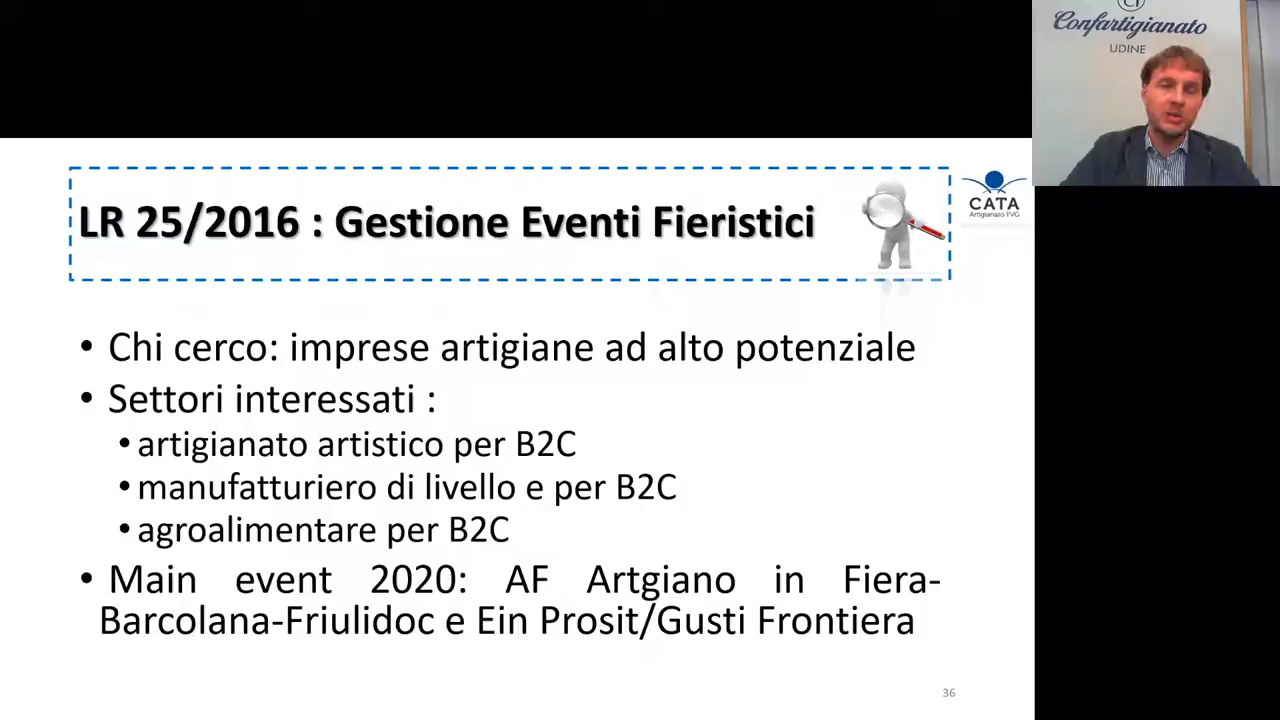 Confartigianato
UDINE
LR 25/2016 : Gestione Eventi Fieristici
CATA
Artigianato FVG
• Chi cerco: imprese artigiane ad alto potenziale
• Settori interessati :
• artigianato artistico per B2C
• manufatturiero di livello e per B2C
• agroalimentare per B2C
• Main event 2020: AF Artgiano in Fiera-
Barcolana-Friulidoc e Ein Prosit/Gusti Frontiera
36